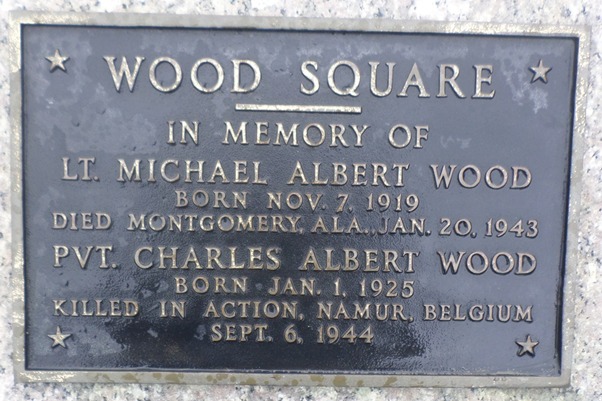 WOOD SQUARE
IN MEMORY OF
LT. MICHAEL ALBERT WOOD
BORN NOV. 7, 1919
DIED MONTGOMERY, ALA., JAN. 20, 1943
PVT. CHARLES ALBERT WOOD
BORN JAN. 1, 1925
KILLED IN ACTION, NAMUR, BELGIUM
SEPT. 6, 1944